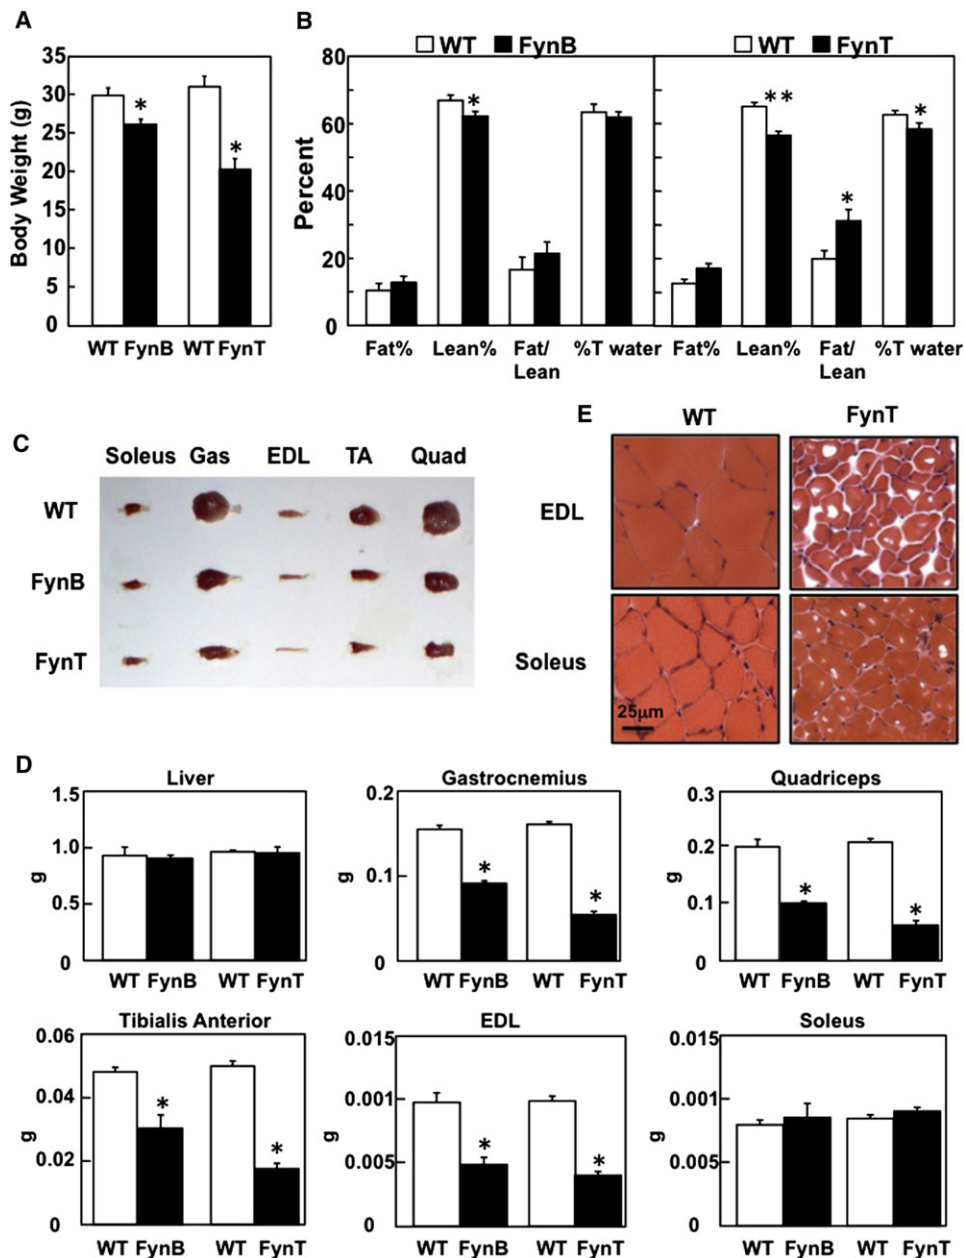 A
Body Weight (g)
35
30
25
20
15
10
5
0
*
*
WT FynB WT FynT
B
WT FynB
WT FynT
Percent
80
60
40
20
0
*
** * *
Fat% Lean% Fat/Lean %T water Fat% Lean% Fat/Lean %T water
C
Soleus Gas EDL TA Quad
WT
FynB
FynT
E
WT FynT
EDL
Soleus
25μm
D
Liver
g
1.5
1.0
0.5
0
WT FynB WT FynT
Gastrocnemius
g
0.2
0.1
0
*
*
WT FynB WT FynT
Quadriceps
g
0.3
0.2
0.1
0
*
*
WT FynB WT FynT
Tibialis Anterior
g
0.06
0.04
0.02
0
*
*
WT FynB WT FynT
EDL
g
0.015
0.001
0.005
0
*
*
WT FynB WT FynT
Soleus
g
0.015
0.001
0.005
0
WT FynB WT FynT